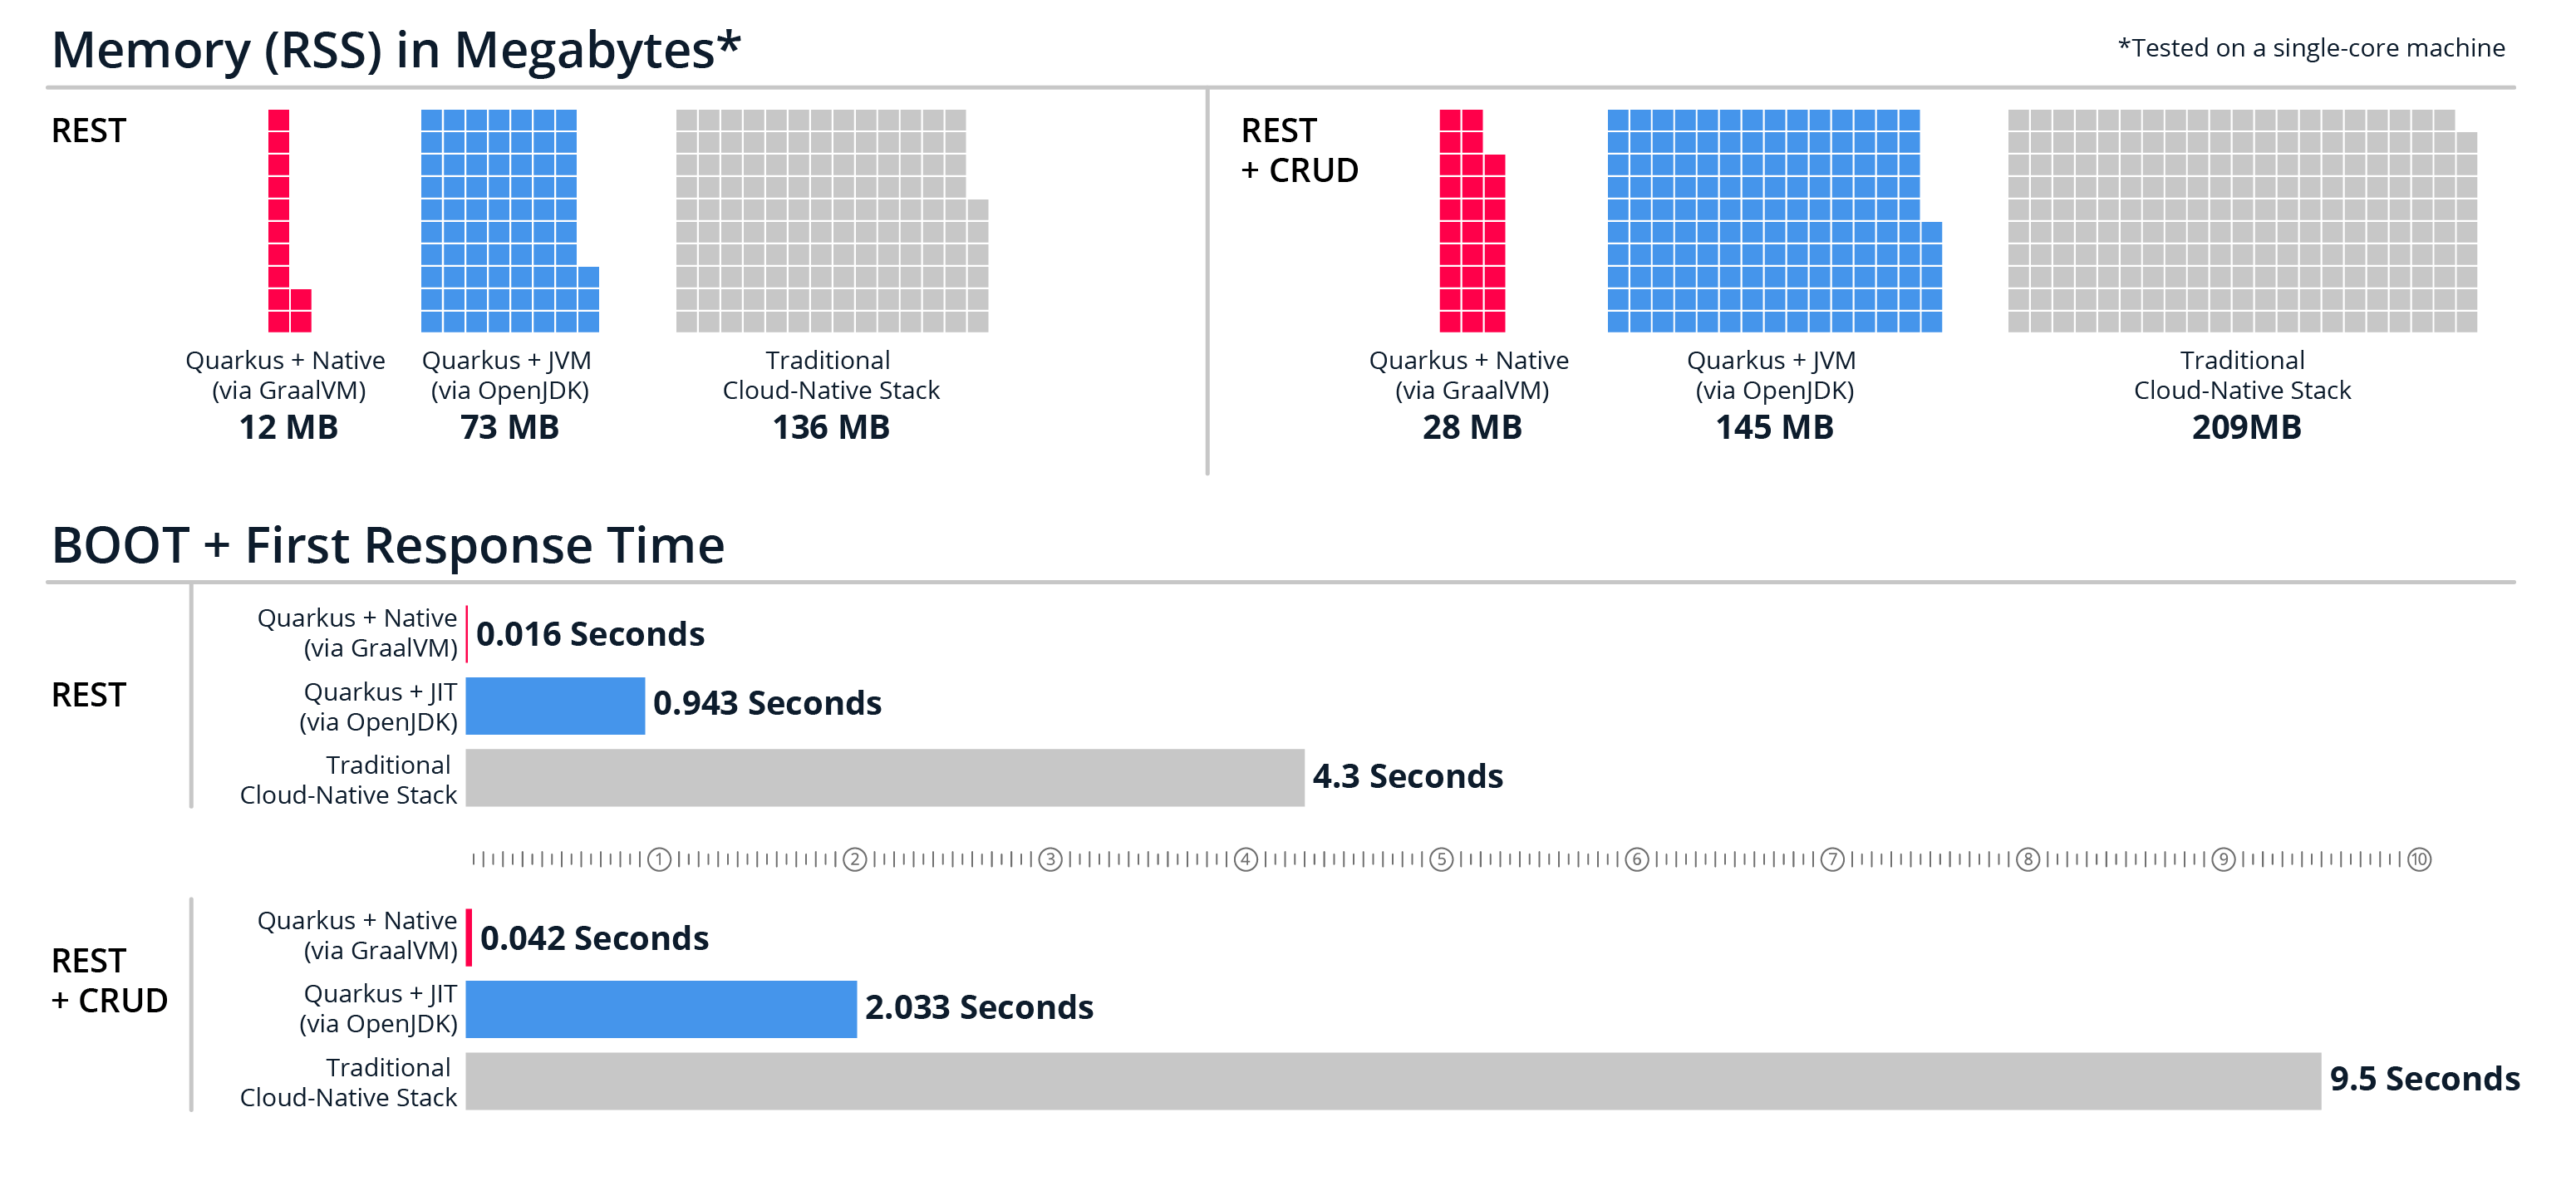 Memory (RSS) in Megabytes*
*Tested on a single-core machine
REST
Quarkus + Native
(via GraalVM)
12 MB
Quarkus + JVM
(via OpenJDK)
73 MB
Traditional
Cloud-Native Stack
136 MB
REST
+ CRUD
Quarkus + Native
(via GraalVM)
28 MB
Quarkus + JVM
(via OpenJDK)
145 MB
Traditional
Cloud-Native Stack
209MB
BOOT + First Response Time
REST
Quarkus + Native
(via GraalVM)
0.016 Seconds
Quarkus + JIT
(via OpenJDK)
0.943 Seconds
Traditional
Cloud-Native Stack
4.3 Seconds
1 2 3 4 5 6 7 8 9 10
REST
+ CRUD
Quarkus + Native
(via GraalVM)
0.042 Seconds
Quarkus + JIT
(via OpenJDK)
2.033 Seconds
Traditional
Cloud-Native Stack
9.5 Seconds